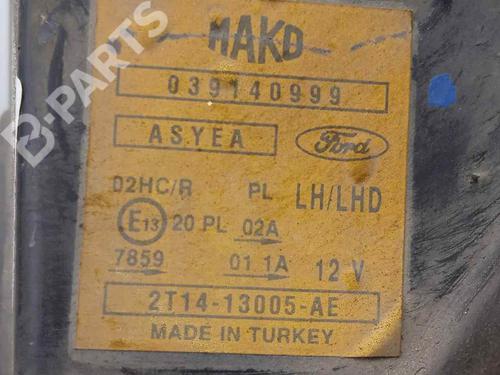 B-PARTS
MAKO
039140999
ASYEA
Ford
02HC/R PL LH/LHD
E13 20 PL 02A
7859 01 1A 12 V
2T14-13005-AE
MADE IN TURKEY